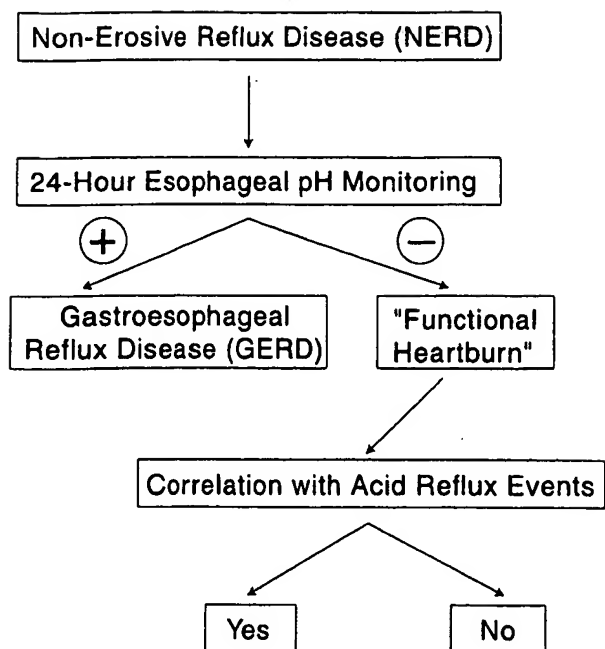 Non-Erosive Reflux Disease (NERD)
24-Hour Esophageal pH Monitoring
+
−
Gastroesophageal
Reflux Disease (GERD)
"Functional
Heartburn"
Correlation with Acid Reflux Events
Yes
No